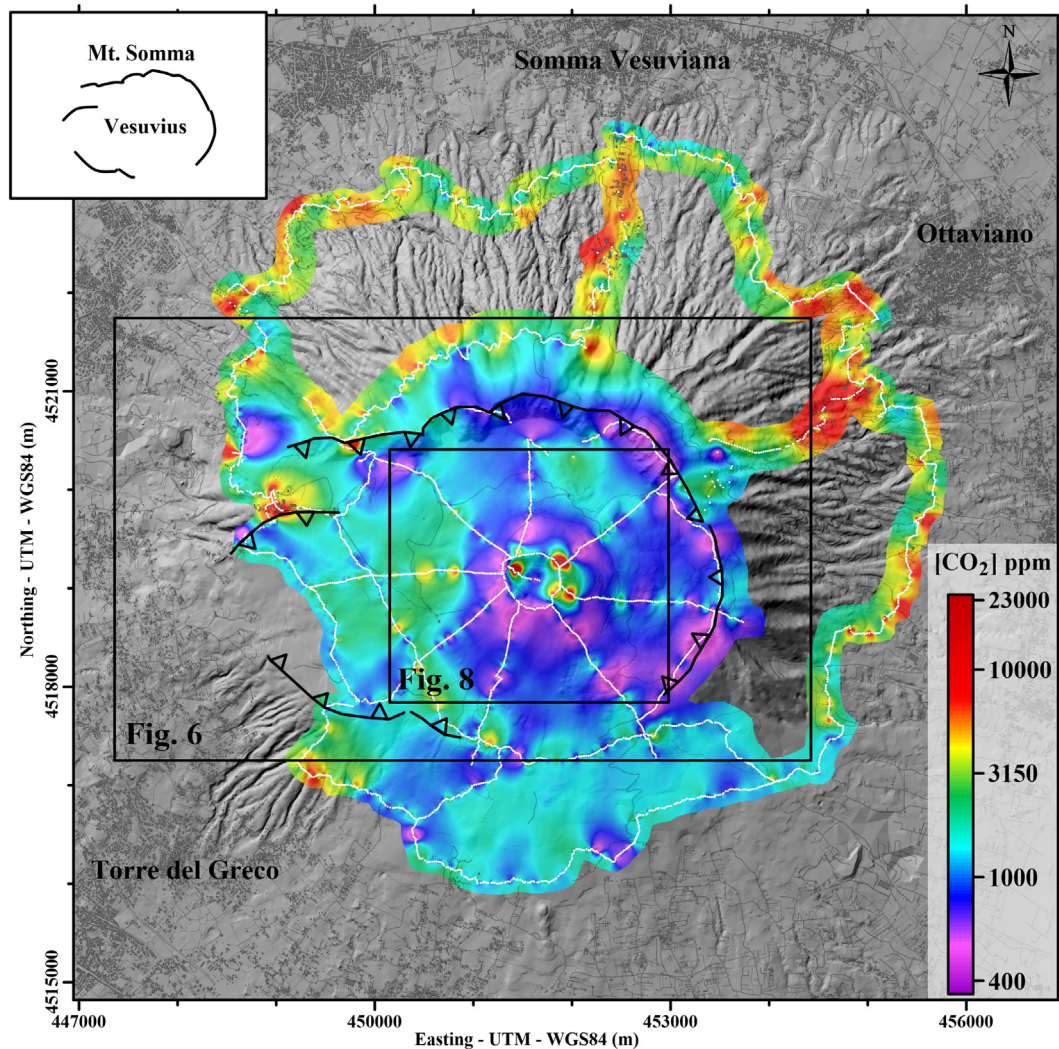 Mt. Somma
Vesuvius
Somma Vesuviana
N
Ottaviano
Fig. 8
Fig. 6
Torre del Greco
[CO₂] ppm
23000
10000
3150
1000
400
4521000
4518000
4515000
Northing - UTM - WGS84 (m)
447000
450000
453000
456000
Easting - UTM - WGS84 (m)